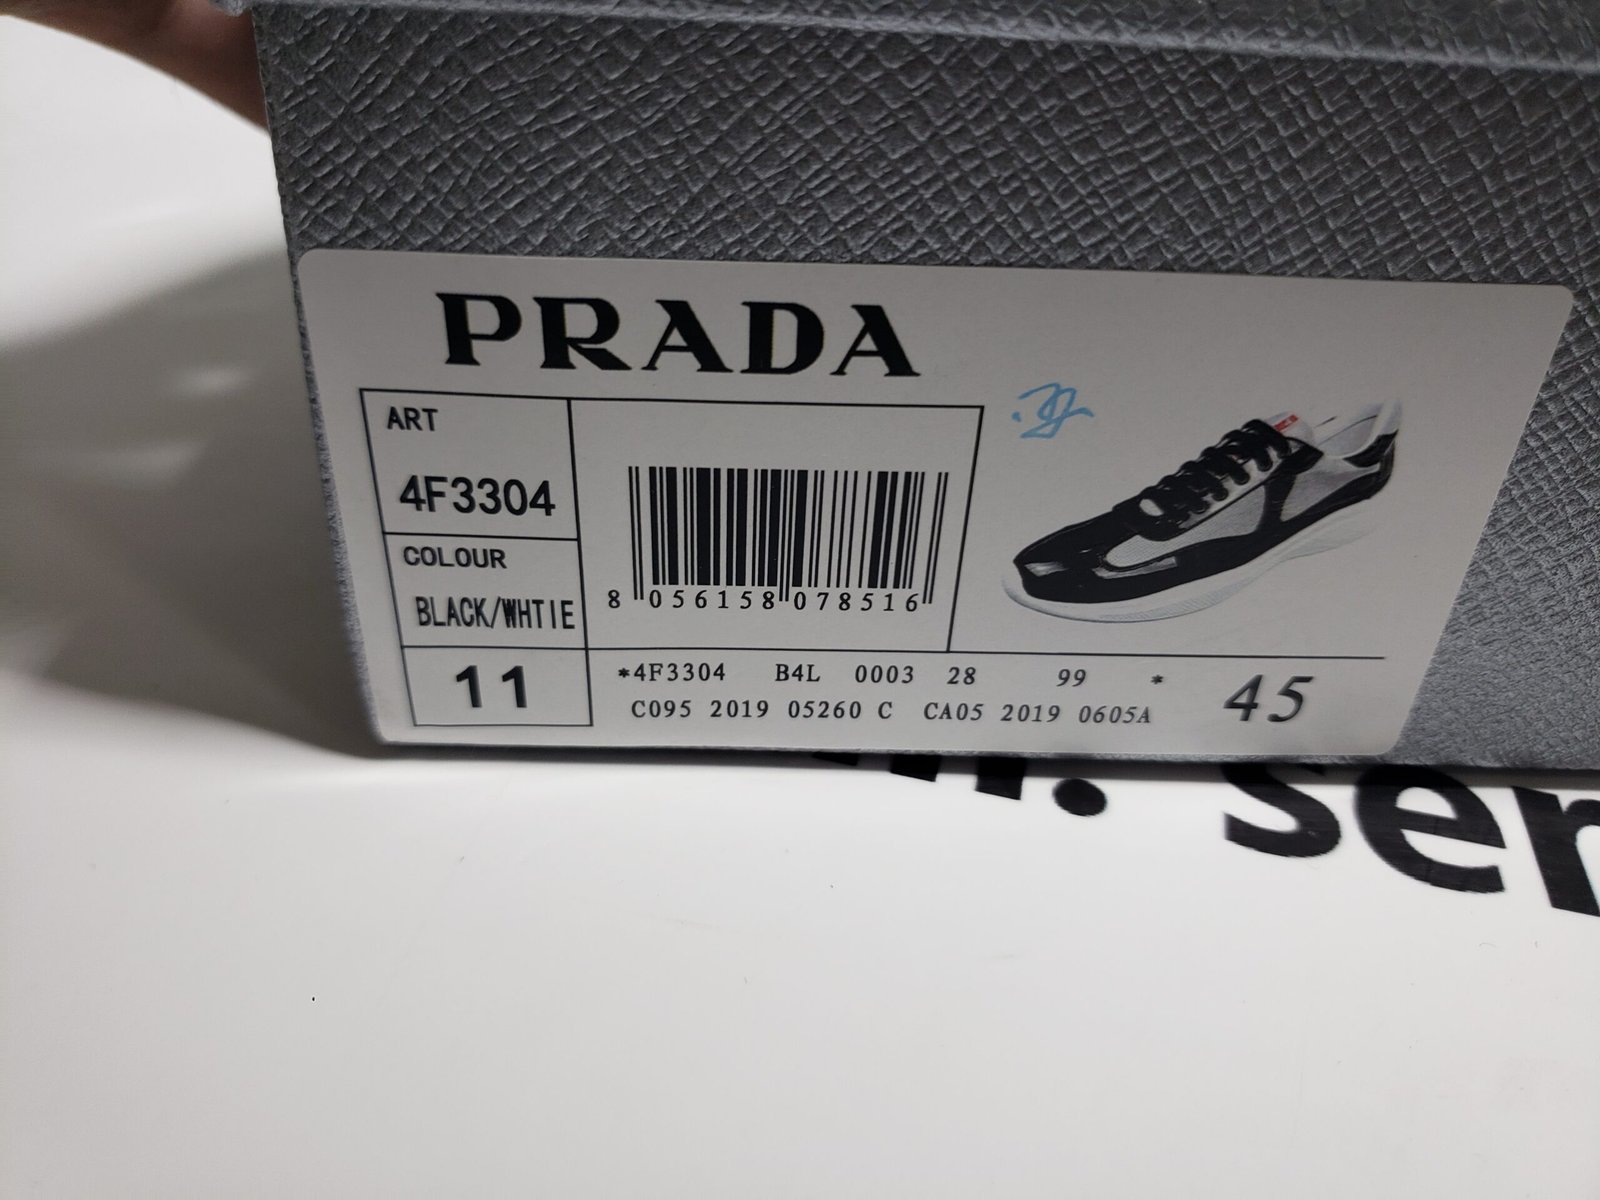 PRADA
ART
4F3304
COLOUR
BLACK/WHTIE
11
8 056158 078516
*4F3304 B4L 0003 28 99 *
C095 2019 05260 C CA05 2019 0605A
45
ser